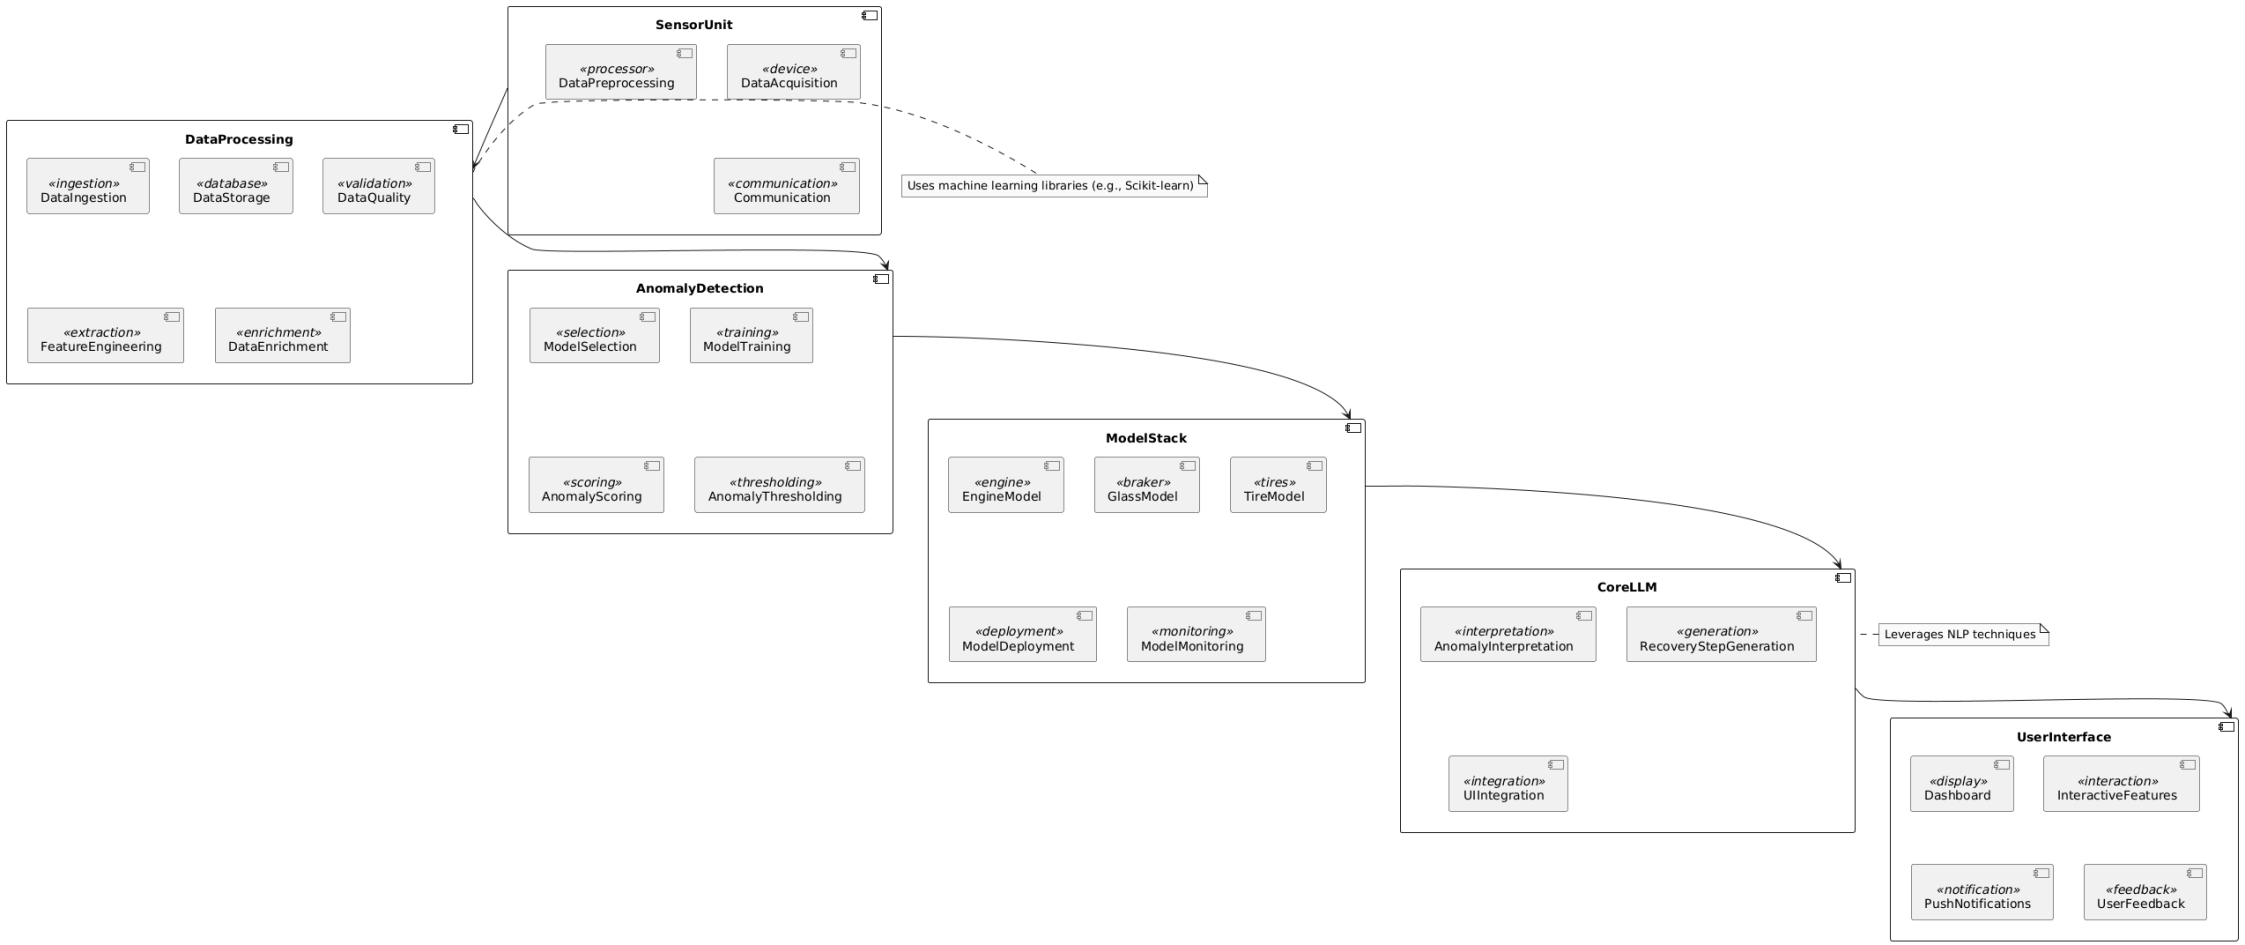 SensorUnit
«processor»
DataPreprocessing
«device»
DataAcquisition
«communication»
Communication
Uses machine learning libraries (e.g., Scikit-learn)
DataProcessing
«ingestion»
DataIngestion
«database»
DataStorage
«validation»
DataQuality
«extraction»
FeatureEngineering
«enrichment»
DataEnrichment
AnomalyDetection
«selection»
ModelSelection
«training»
ModelTraining
«scoring»
AnomalyScoring
«thresholding»
AnomalyThresholding
ModelStack
«engine»
EngineModel
«braker»
GlassModel
«tires»
TireModel
«deployment»
ModelDeployment
«monitoring»
ModelMonitoring
CoreLLM
«interpretation»
AnomalyInterpretation
«generation»
RecoveryStepGeneration
«integration»
UIIntegration
Leverages NLP techniques
UserInterface
«display»
Dashboard
«interaction»
InteractiveFeatures
«notification»
PushNotifications
«feedback»
UserFeedback